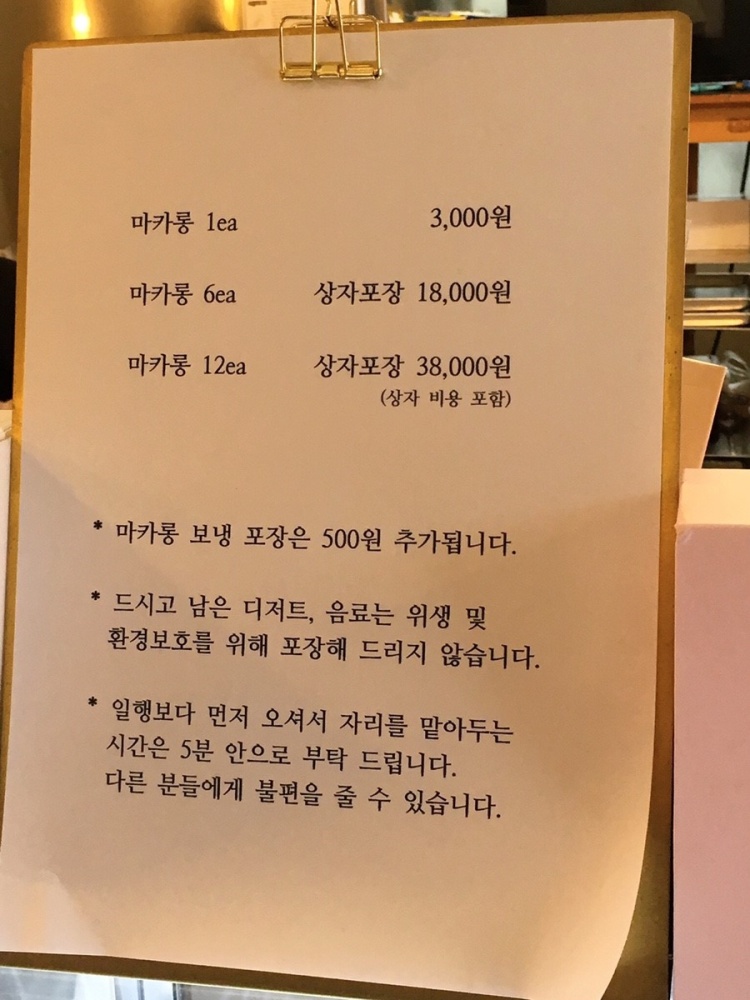 마카롱 1ea 3,000원
마카롱 6ea 상자포장 18,000원
마카롱 12ea 상자포장 38,000원
(상자 비용 포함)
* 마카롱 보냉 포장은 500원 추가됩니다.
* 드시고 남은 디저트, 음료는 위생 및
환경보호를 위해 포장해 드리지 않습니다.
* 일행보다 먼저 오셔서 자리를 맡아두는
시간은 5분 안으로 부탁 드립니다.
다른 분들에게 불편을 줄 수 있습니다.